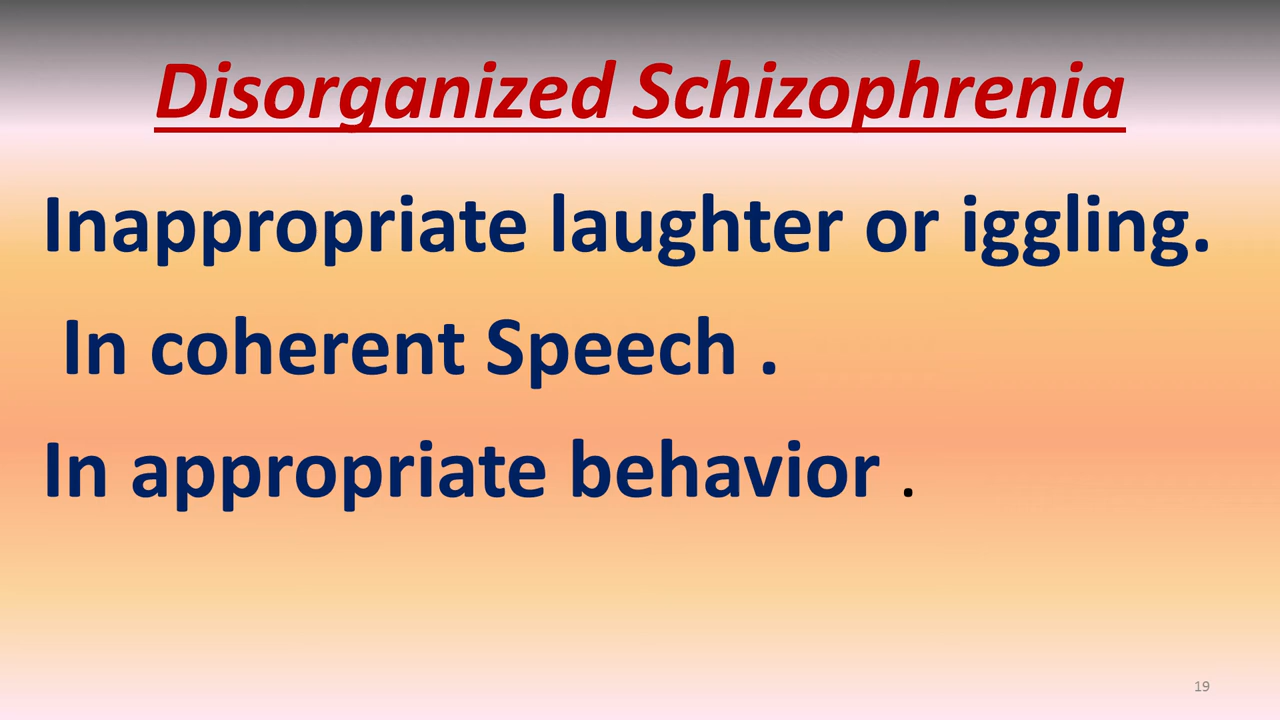 Disorganized Schizophrenia
Inappropriate laughter or iggling.
In coherent Speech .
In appropriate behavior .
19